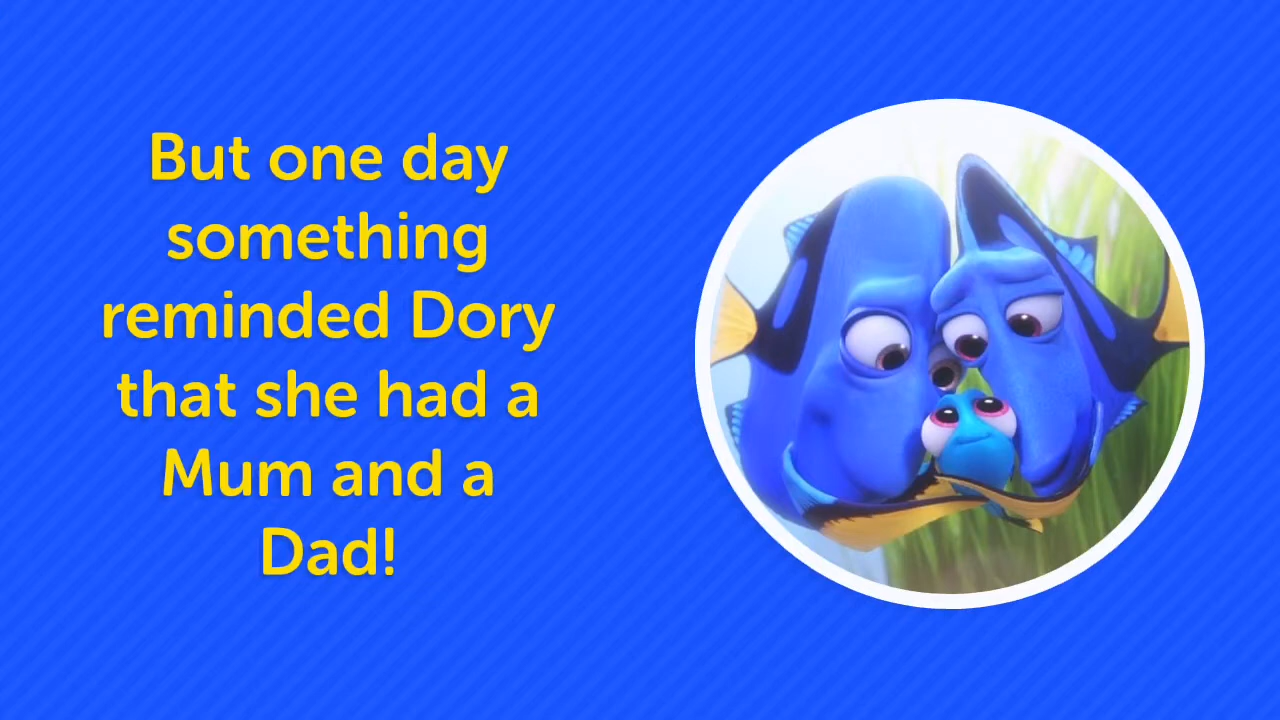 But one day
something
reminded Dory
that she had a
Mum and a
Dad!